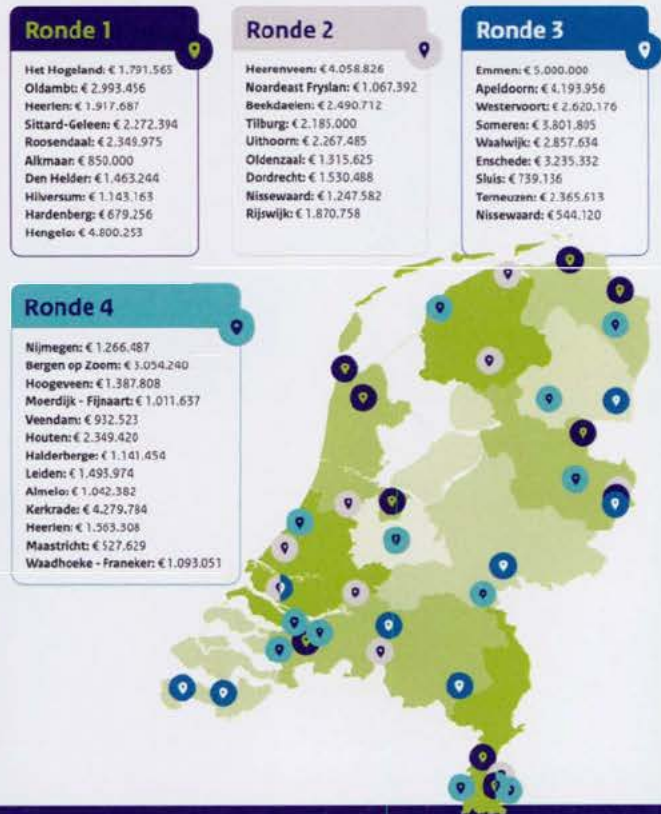 Ronde 1
Het Hogeland: € 1.791.565
Oldambt: € 2.993.456
Heerlen: € 1.917.687
Sittard-Geleen: € 2.272.394
Roosendaal: € 2.349.975
Alkmaar: € 850.000
Den Helder: € 1.463.244
Hilversum: € 1.143.163
Hardenberg: € 679.256
Hengelo: € 4.800.253
Ronde 2
Heerenveen: € 4.058.826
Noardeast Fryslan: € 1.067.392
Beekdaelen: € 2.490.712
Tilburg: € 2.185.000
Uithoorn: € 2.267.485
Oldenzaal: € 1.315.625
Dordrecht: € 1.530.488
Nissewaard: € 1.247.582
Rijswijk: € 1.870.758
Ronde 3
Emmen: € 5.000.000
Apeldoorn: € 4.193.956
Westervoort: € 2.620.176
Someren: € 3.801.805
Waalwijk: € 2.857.634
Enschede: € 3.235.332
Sluis: € 739.136
Terneuzen: € 2.365.613
Nissewaard: € 544.120
Ronde 4
Nijmegen: € 1.266.487
Bergen op Zoom: € 3.054.240
Hoogeveen: € 1.387.808
Moerdijk - Fijnaart: € 1.011.637
Veendam: € 932.523
Houten: € 2.349.420
Halderberge: € 1.141.454
Leiden: € 1.493.974
Almelo: € 1.042.382
Kerkrade: € 4.279.784
Heerlen: € 1.563.308
Maastricht: € 527.629
Waadhoeke - Franeker: € 1.093.051